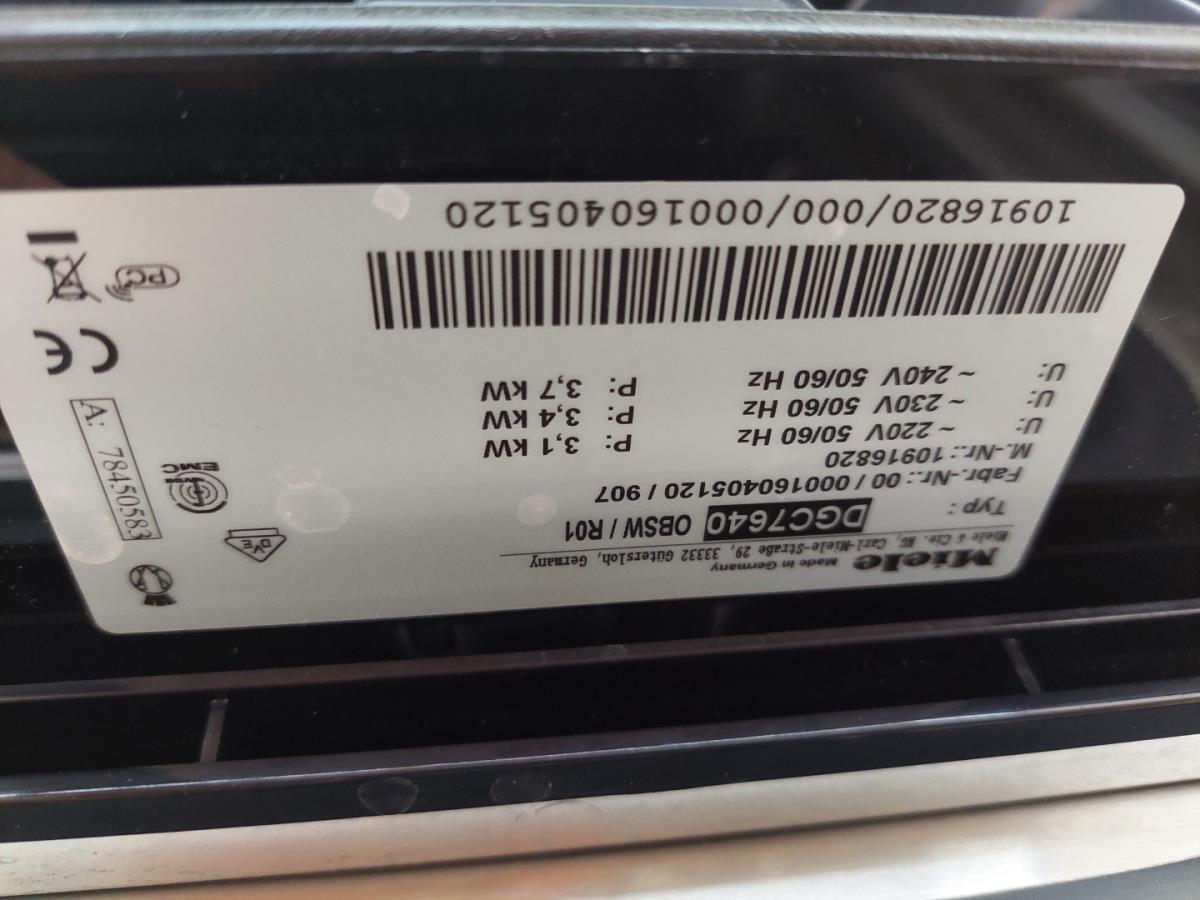 Miele Made in Germany
Miele & Cie. KG, Carl-Miele-Straße 29, 33332 Gütersloh, Germany
Typ: DGC7640 OBSW / R01
Fabr.-Nr.: 00 / 000160405120 / 907
M.-Nr.: 10916820
U: ~ 220V 50/60 Hz P: 3,1 kW
U: ~ 230V 50/60 Hz P: 3,4 kW
U: ~ 240V 50/60 Hz P: 3,7 kW
10916820/000/000160405120
DVE
EMC
A: 78450583
CE
PC